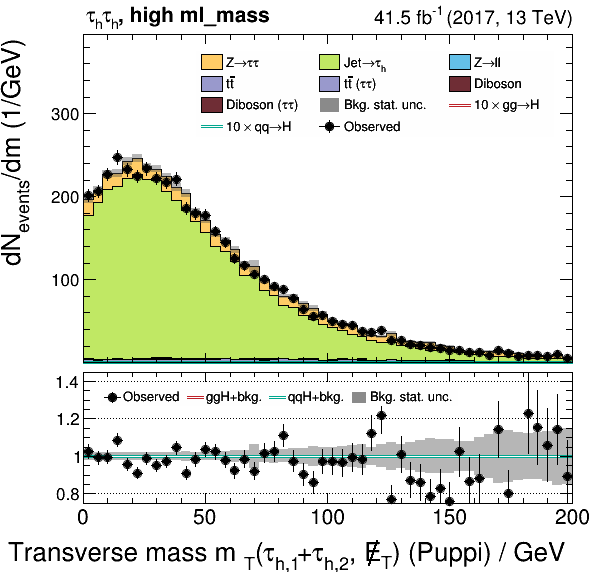 τhτh, high ml_mass 41.5 fb-1 (2017, 13 TeV)
Z→ττ Jet→τh Z→ll
tt̄ tt̄ (ττ) Diboson
Diboson (ττ) Bkg. stat. unc. 10 × gg→H
10 × qq→H Observed
dNevents/dm (1/GeV)
300
200
100
Observed ggH+bkg. qqH+bkg. Bkg. stat. unc.
1.4
1.2
1
0.8
0 50 100 150 200
Transverse mass m T(τh,1+τh,2, E̸T) (Puppi) / GeV